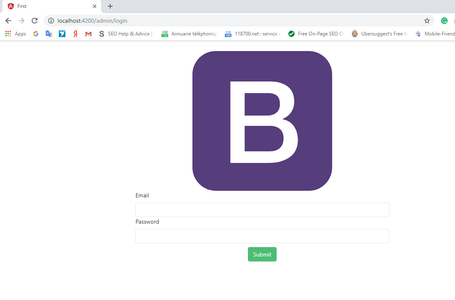 First
localhost:4200/admin/login
Apps SEO Help & Advice | Annuaire téléphoniq 118700.net : service Free On-Page SEO C Ubersuggest's Free Mobile-Friend
B
Email
Password
Submit